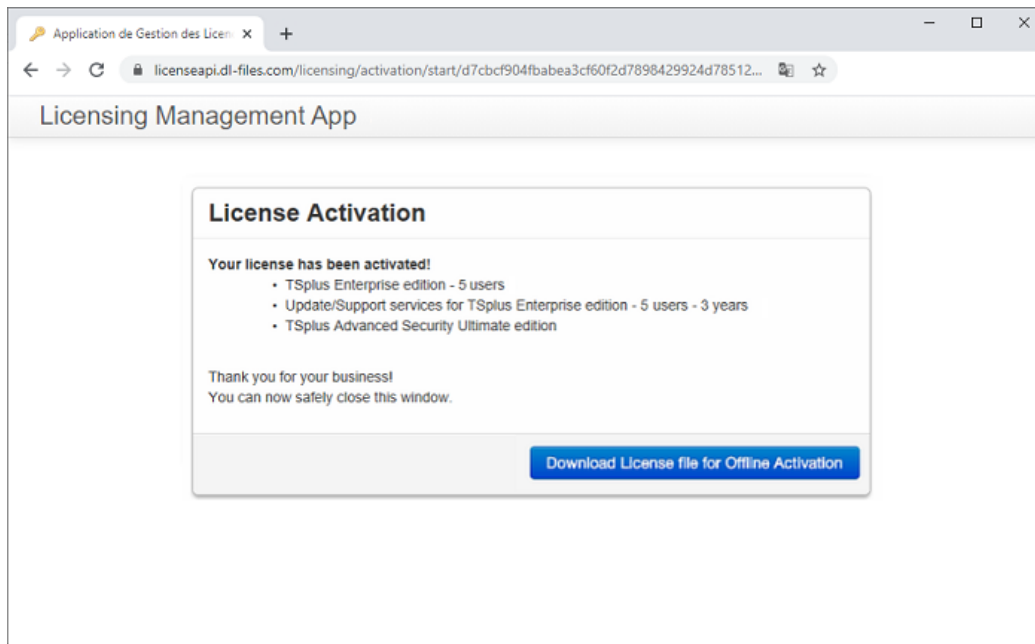 Application de Gestion des Licen
licenseapi.dl-files.com/licensing/activation/start/d7cbcf904fbabea3cf60f2d7898429924d78512...
Licensing Management App
License Activation
Your license has been activated!
• TSplus Enterprise edition - 5 users
• Update/Support services for TSplus Enterprise edition - 5 users - 3 years
• TSplus Advanced Security Ultimate edition
Thank you for your business!
You can now safely close this window.
Download License file for Offline Activation